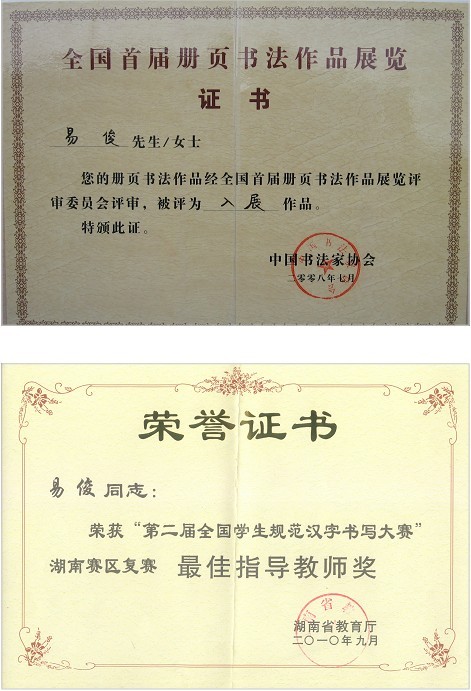 全国首届册页书法作品展览
证书
易俊先生/女士
您的册页书法作品经全国首届册页书法作品展览评
审委员会评审，被评为入展作品。
特颁此证。
中国书法家协会
二零零八年七月
荣誉证书
易俊同志：
荣获“第二届全国学生规范汉字书写大赛”
湖南赛区复赛 最佳指导教师奖
湖南省教育厅
二〇一〇年九月